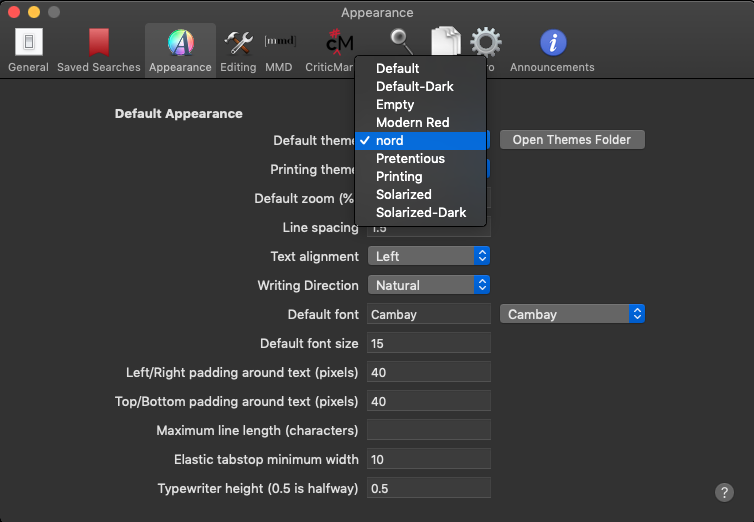 Appearance
General Saved Searches Appearance Editing MMD CriticMar ro Announcements
mmd CM
Default
Default-Dark
Empty
Modern Red
✓ nord
Pretentious
Printing
Solarized
Solarized-Dark
Default Appearance
Default theme Open Themes Folder
Printing theme
Default zoom (%
Line spacing 1.5
Text alignment Left
Writing Direction Natural
Default font Cambay Cambay
Default font size 15
Left/Right padding around text (pixels) 40
Top/Bottom padding around text (pixels) 40
Maximum line length (characters)
Elastic tabstop minimum width 10
Typewriter height (0.5 is halfway) 0.5
?